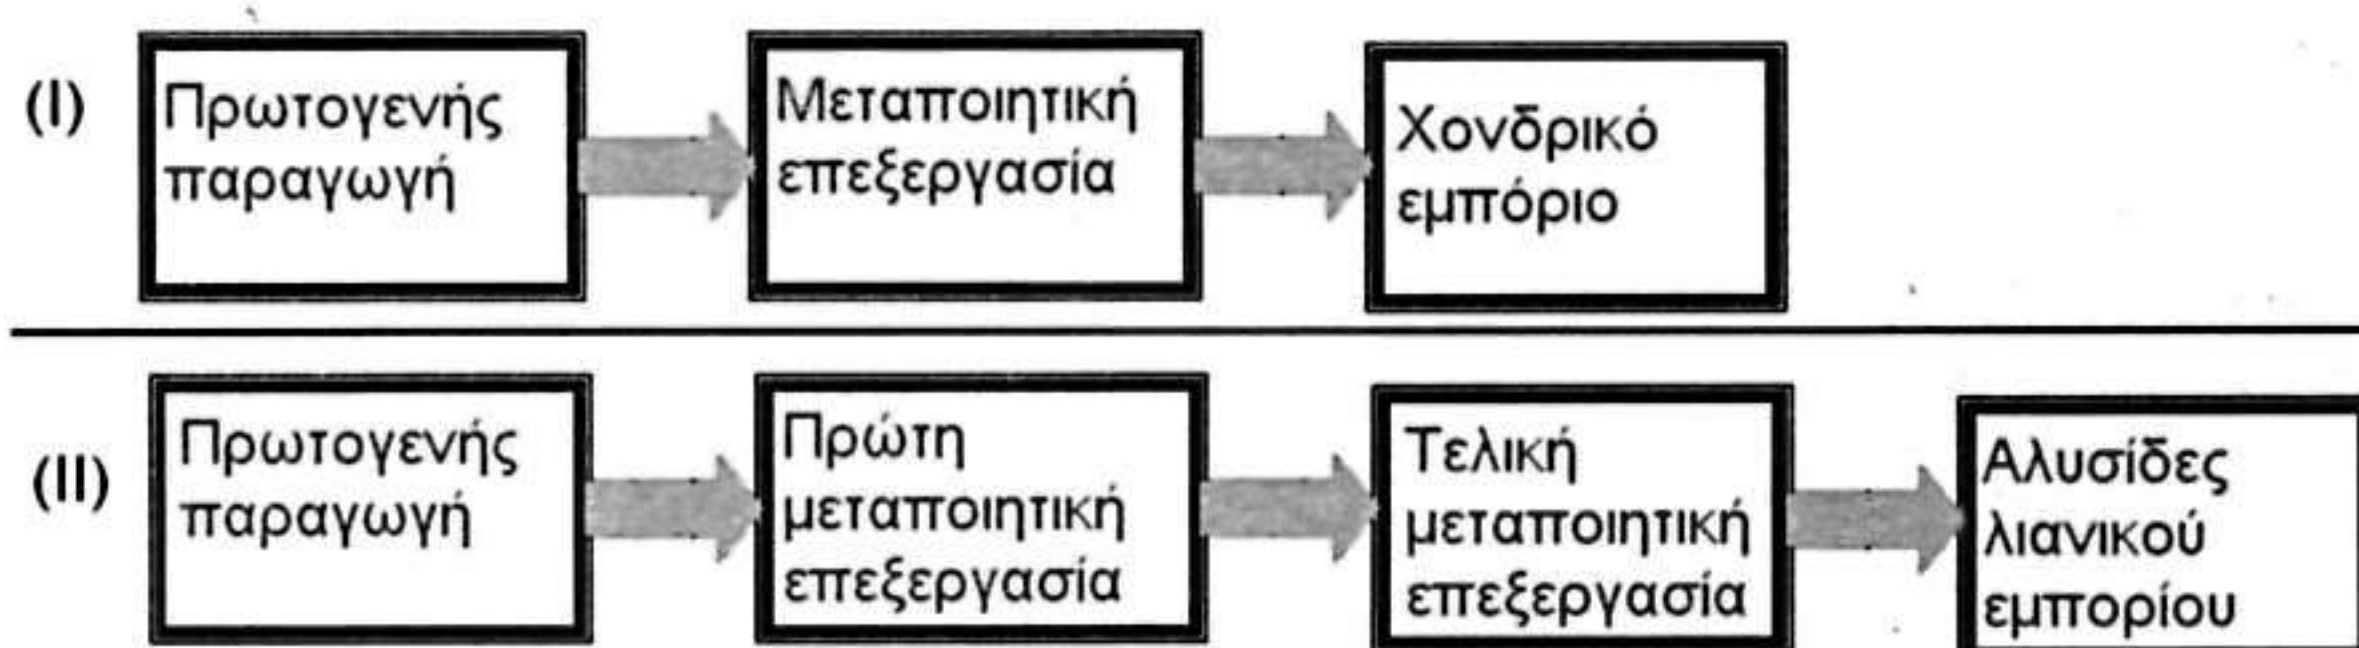 (I)
Πρωτογενής
παραγωγή
Μεταποιητική
επεξεργασία
Χονδρικό
εμπόριο
(II)
Πρωτογενής
παραγωγή
Πρώτη
μεταποιητική
επεξεργασία
Τελική
μεταποιητική
επεξεργασία
Αλυσίδες
λιανικού
εμπορίου